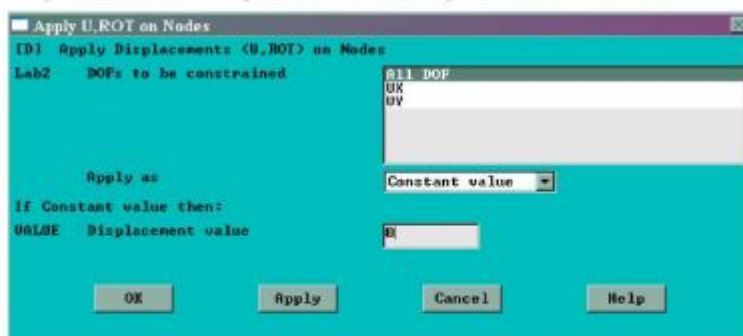 Apply U,ROT on Nodes
[D] Apply Displacements (U,ROT) on Nodes
Lab2 DOFs to be constrained
All DOF
UX
UY
Apply as
Constant value
If Constant value then:
VALUE Displacement value
0
OK
Apply
Cancel
Help